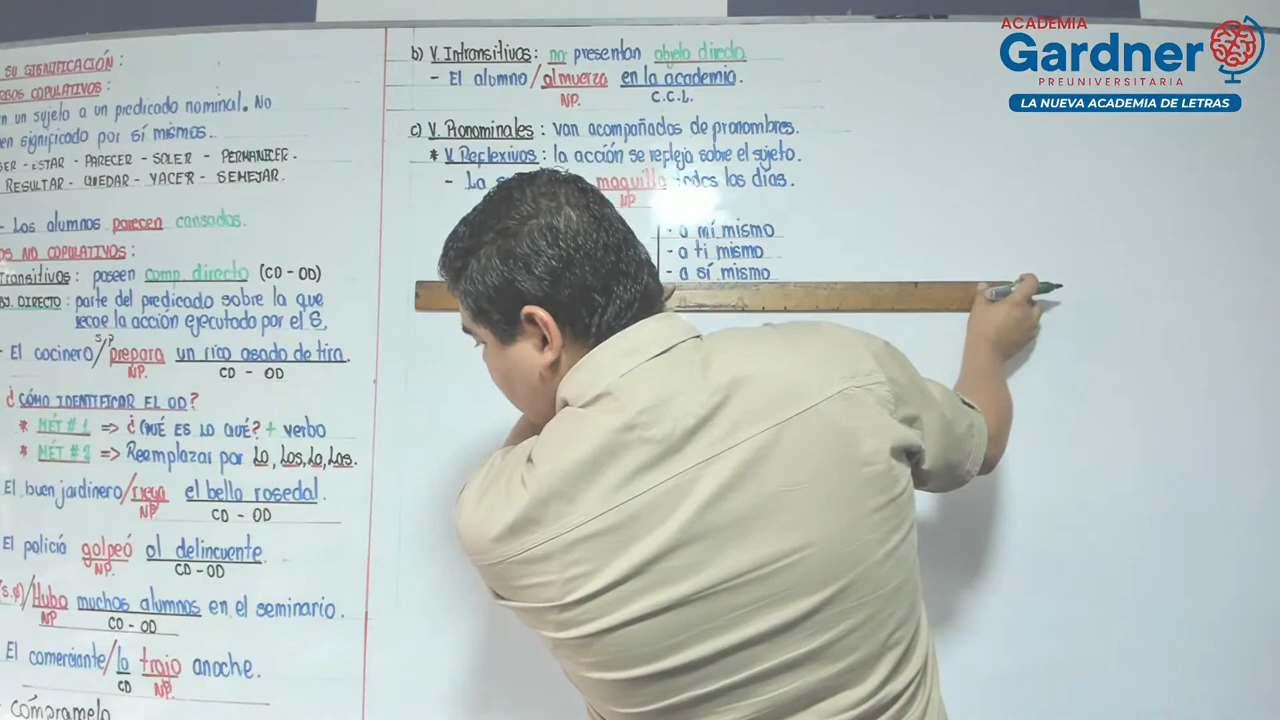 SU SIGNIFICACIÓN:
RBOS COPULATIVOS:
en un sujeto a un predicado nominal. No
en significado por sí mismos.
SER - ESTAR - PARECER - SOLER - PERMANECER.
RESULTAR - QUEDAR - YACER - SEMEJAR.
- Los alumnos parecen cansados.
OS NO COPULATIVOS:
Transitivos: poseen comp. directo (CD - OD)
BJ. DIRECTO: parte del predicado sobre la que
recae la acción ejecutado por el S.
S/P
- El cocinero/prepara un rico asado de tira.
NP. CD - OD
¿CÓMO IDENTIFICAR EL OD?
* MÉT # 1 => ¿QUÉ ES LO QUÉ? + verbo
* MÉT # 2 => Reemplazar por Lo, Los, La, Las.
El buen jardinero/riega el bello rosedal.
NP CD - OD
El policía golpeó al delincuente.
NP. CD - OD
(S.Ø)/Hubo muchos alumnos en el seminario.
NP CD - OD
El comerciante/lo trajo anoche.
CD NP.
- cómpramelo
b) V. Intransitivos: no presentan objeto directo
- El alumno/almuerza en la academia.
NP. C.C.L.
c) V. Pronominales: van acompañados de pronombres.
* V. Reflexivos: la acción se refleja sobre el sujeto.
- La maquilla todos los días.
NP
- a mí mismo
- a ti mismo
- a sí mismo
ACADEMIA
Gardner
PREUNIVERSITARIA
LA NUEVA ACADEMIA DE LETRAS